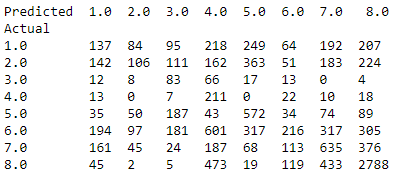 Predicted 1.0 2.0 3.0 4.0 5.0 6.0 7.0 8.0
Actual
1.0 137 84 95 218 249 64 192 207
2.0 142 106 111 162 363 51 183 224
3.0 12 8 83 66 17 13 0 4
4.0 13 0 7 211 0 22 10 18
5.0 35 50 187 43 572 34 74 89
6.0 194 97 181 601 317 216 317 305
7.0 161 45 24 187 68 113 635 376
8.0 45 2 5 473 19 119 433 2788